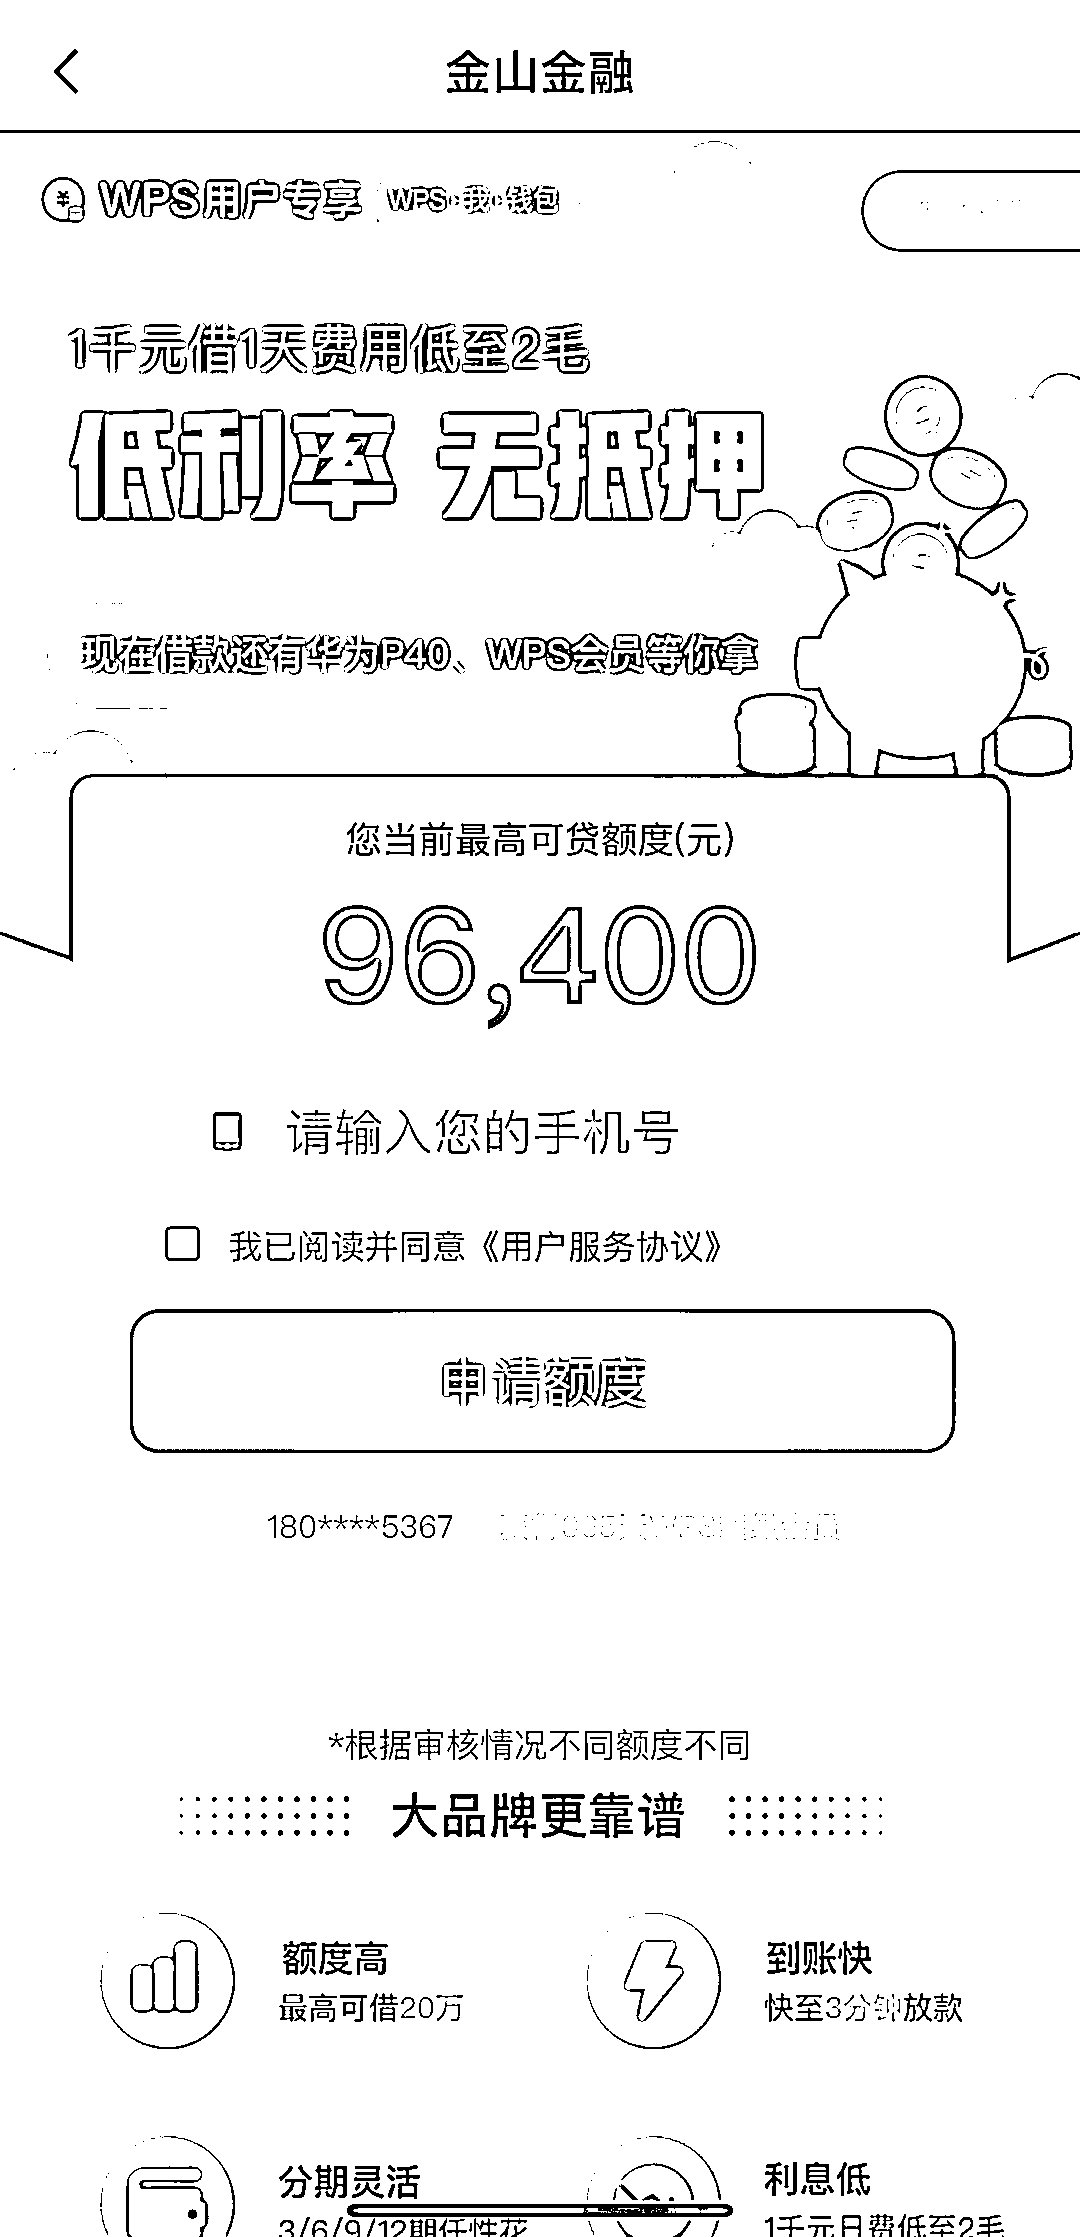 金山金融
WPS用户专享 WPS·我·钱包
1千元借1天费用低至2毛
低利率 无抵押
现在借款还有华为P40、WPS会员等你拿
您当前最高可贷额度(元)
96,400
请输入您的手机号
我已阅读并同意《用户服务协议》
申请额度
180****5367
*根据审核情况不同额度不同
大品牌更靠谱
额度高
最高可借20万
到账快
快至3分钟放款
分期灵活
3/6/9/12期任性花
利息低
1千元日费低至2毛